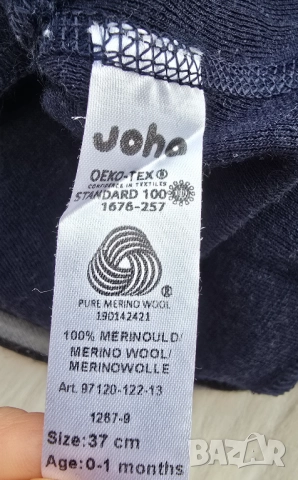 Joha
OEKO-TEX®
CONFIDENCE IN TEXTILES
STANDARD 100
1676-257
PURE MERINO WOOL
190142421
100% MERINOULD/
MERINO WOOL/
MERINOWOLLE
Art. 97120-122-13
1287-9
Size: 37 cm
Age: 0-1 months
bazar
БГ